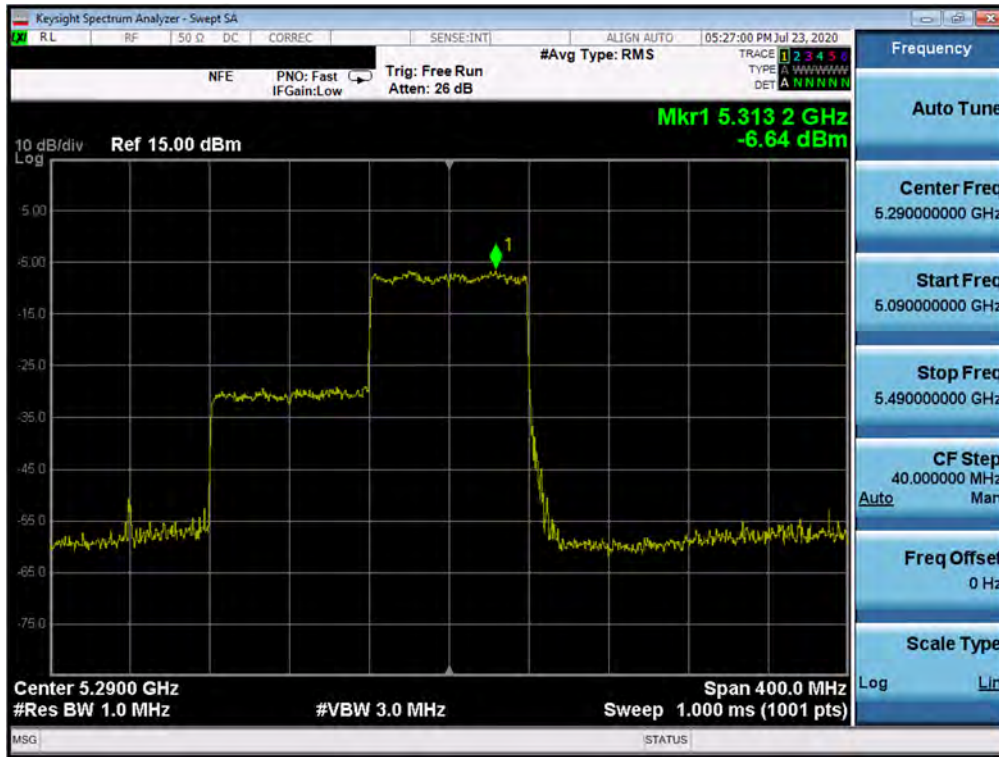 Keysight Spectrum Analyzer - Swept SA
LXI RL RF 50 Ω DC CORREC SENSE:INT ALIGN AUTO 05:27:00 PM Jul 23, 2020
NFE PNO: Fast Trig: Free Run #Avg Type: RMS TRACE 1 2 3 4 5 6
IFGain:Low Atten: 26 dB TYPE A WWWWW
DET A N N N N N
Mkr1 5.313 2 GHz
-6.64 dBm
10 dB/div Ref 15.00 dBm
Log
1
5.00
-5.00
-15.0
-25.0
-35.0
-45.0
-55.0
-65.0
-75.0
Center 5.2900 GHz Span 400.0 MHz
#Res BW 1.0 MHz #VBW 3.0 MHz Sweep 1.000 ms (1001 pts)
MSG STATUS
Frequency
Auto Tune
Center Freq
5.290000000 GHz
Start Freq
5.090000000 GHz
Stop Freq
5.490000000 GHz
CF Step
40.000000 MHz
Auto Man
Freq Offset
0 Hz
Scale Type
Log Lin